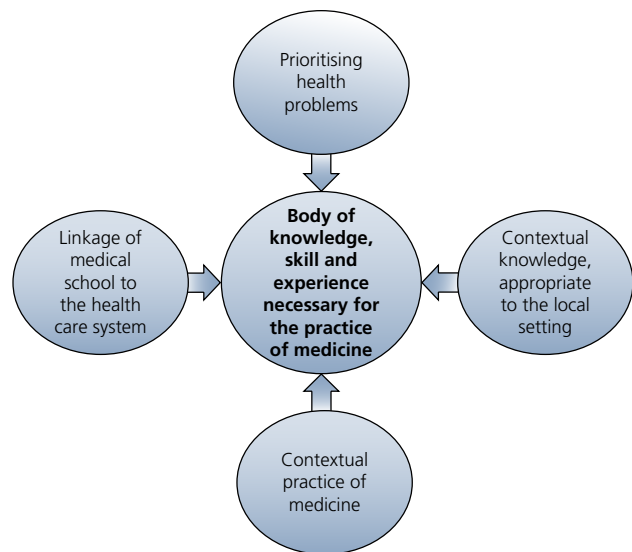 Prioritising
health
problems
Linkage of
medical
school to
the health
care system
Body of
knowledge,
skill and
experience
necessary for
the practice
of medicine
Contextual
knowledge,
appropriate
to the local
setting
Contextual
practice of
medicine